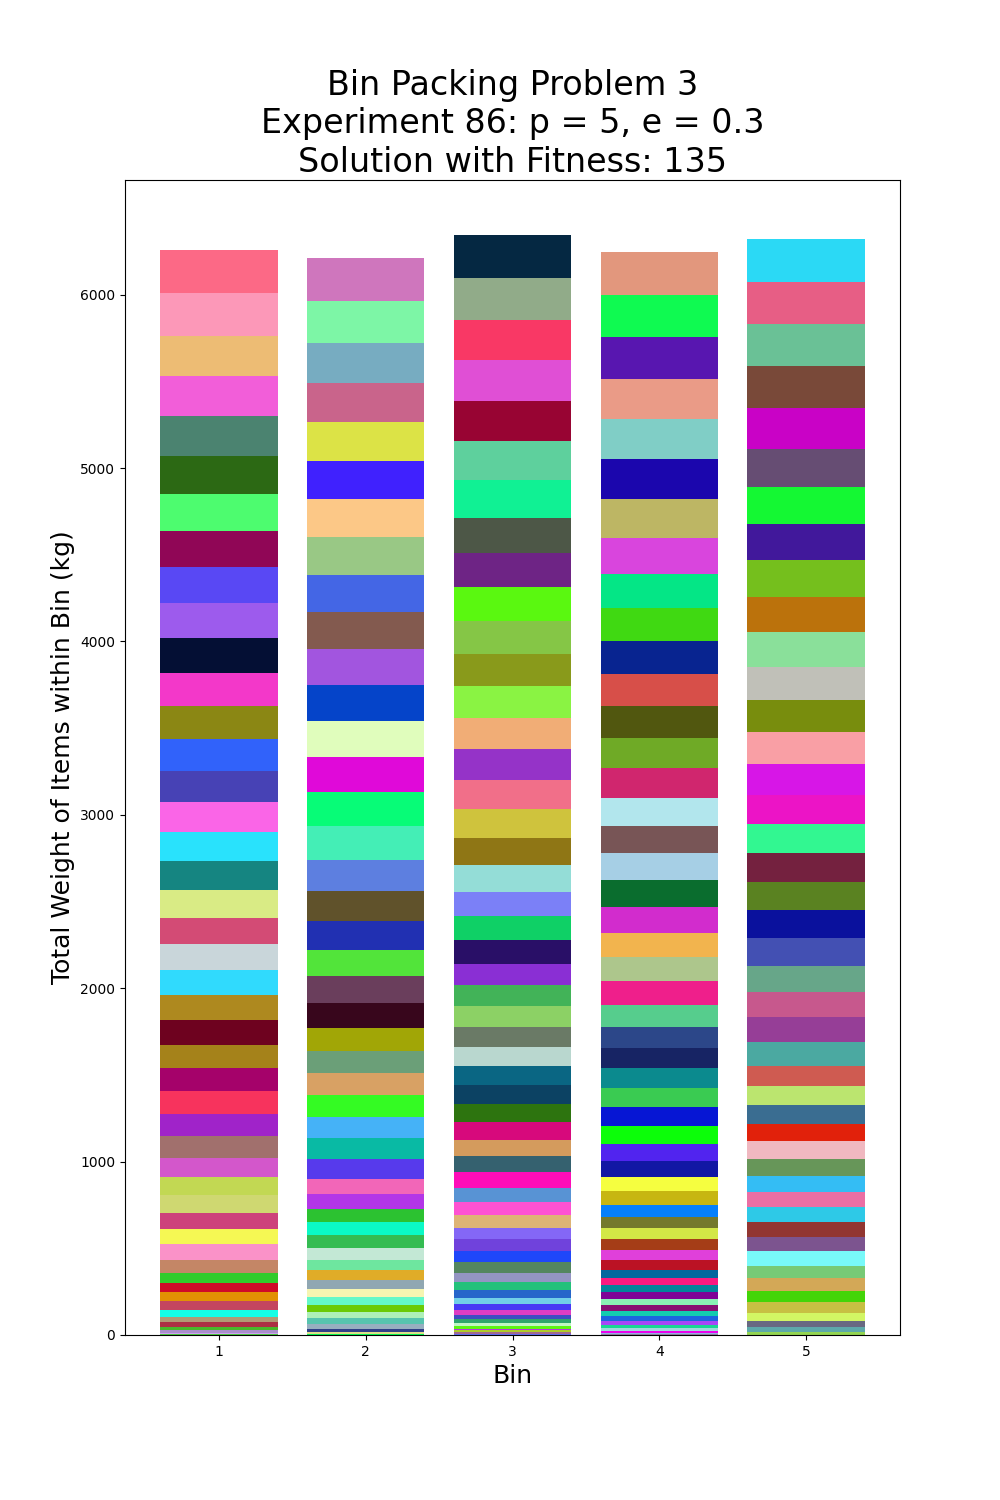 Bin Packing Problem 3
Experiment 86: p = 5, e = 0.3
Solution with Fitness: 135
Total Weight of Items within Bin (kg)
6000
5000
4000
3000
2000
1000
0
1 2 3 4 5
Bin